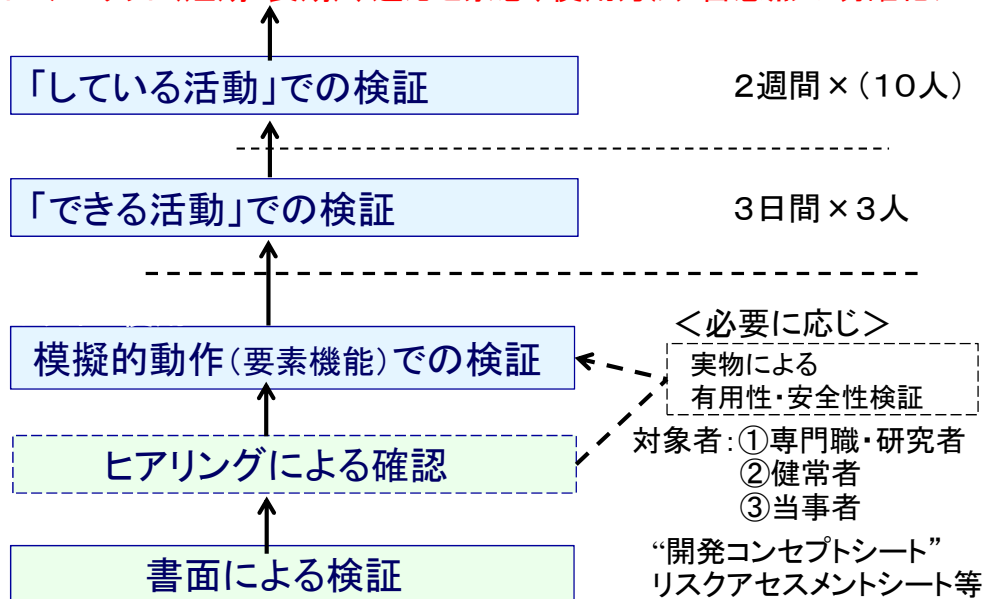 「している活動」での検証
2週間×(10人)
「できる活動」での検証
3日間×3人
模擬的動作(要素機能)での検証
＜必要に応じ＞
実物による
有用性・安全性検証
ヒアリングによる確認
対象者:①専門職・研究者
②健常者
③当事者
書面による検証
“開発コンセプトシート”
リスクアセスメントシート等